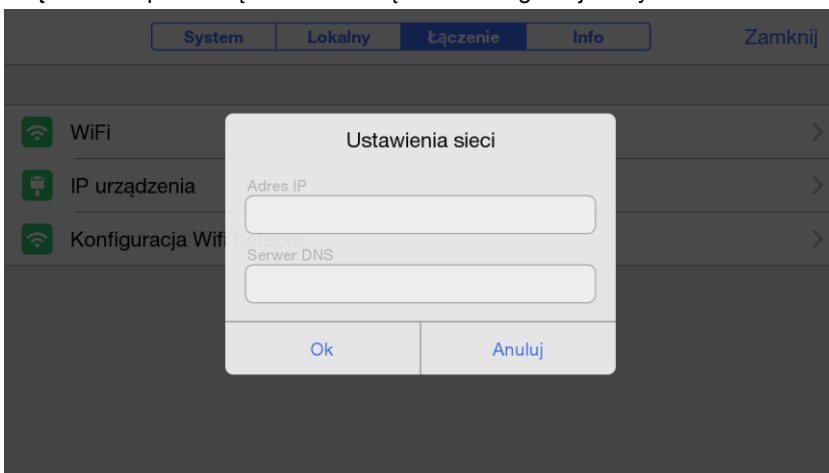 System Lokalny Łączenie Info Zamknij
WiFi
Ustawienia sieci
IP urządzenia
Adres IP
Konfiguracja Wifi hotspot
Serwer DNS
Ok Anuluj